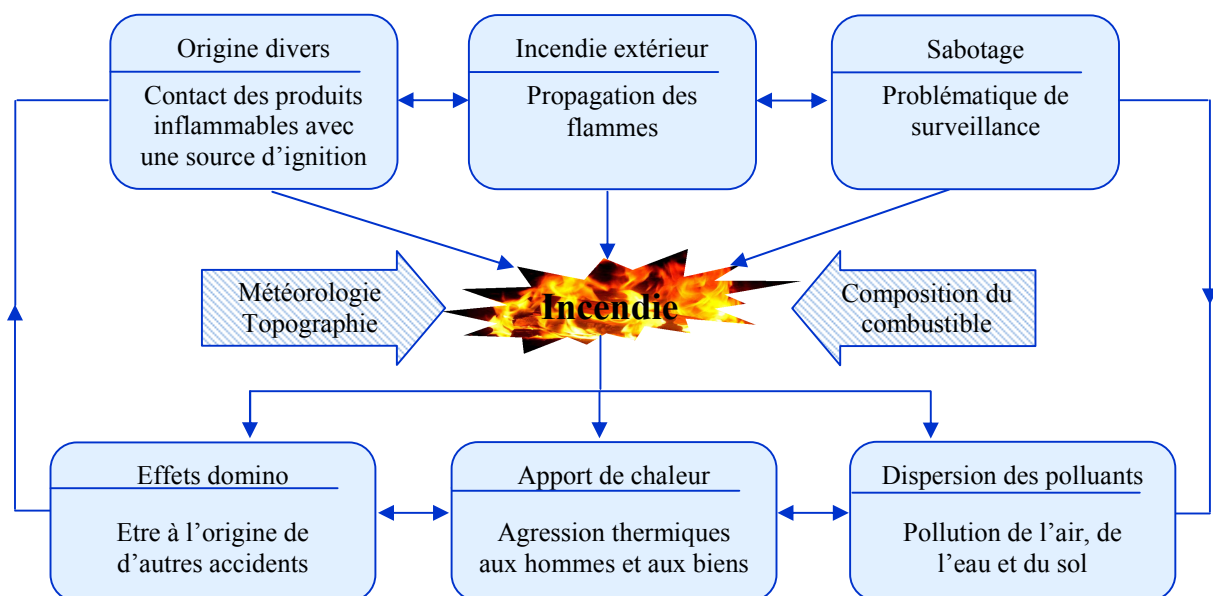 Origine divers
Contact des produits
inflammables avec
une source d’ignition
Incendie extérieur
Propagation des
flammes
Sabotage
Problématique de
surveillance
Météorologie
Topographie
Incendie
Composition du
combustible
Effets domino
Etre à l’origine de
d’autres accidents
Apport de chaleur
Agression thermiques
aux hommes et aux biens
Dispersion des polluants
Pollution de l’air, de
l’eau et du sol